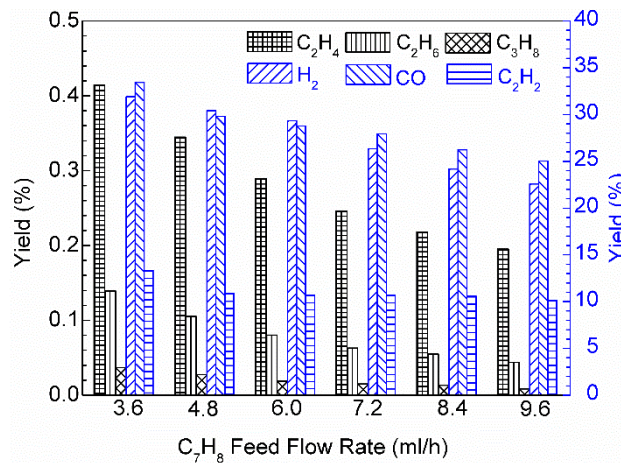 0.5
0.4
0.3
0.2
0.1
0.0
Yield (%)
C₂H₄ C₂H₆ C₃H₈
H₂ CO C₂H₂
40
35
30
25
20
15
10
5
0
Yield (%)
3.6 4.8 6.0 7.2 8.4 9.6
C₇H₈ Feed Flow Rate (ml/h)